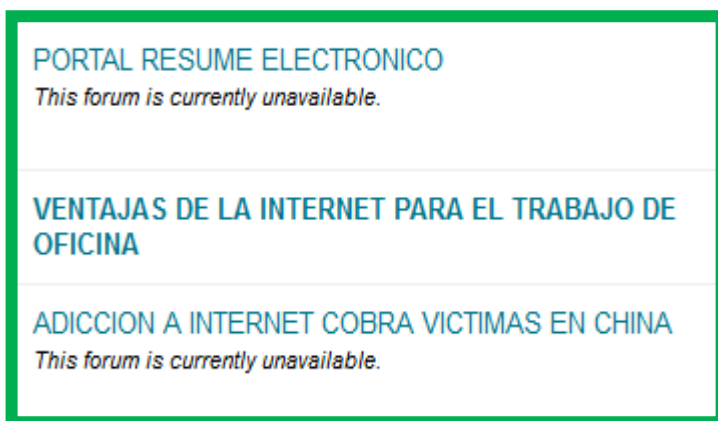 PORTAL RESUME ELECTRONICO
This forum is currently unavailable.
VENTAJAS DE LA INTERNET PARA EL TRABAJO DE
OFICINA
ADICCION A INTERNET COBRA VICTIMAS EN CHINA
This forum is currently unavailable.